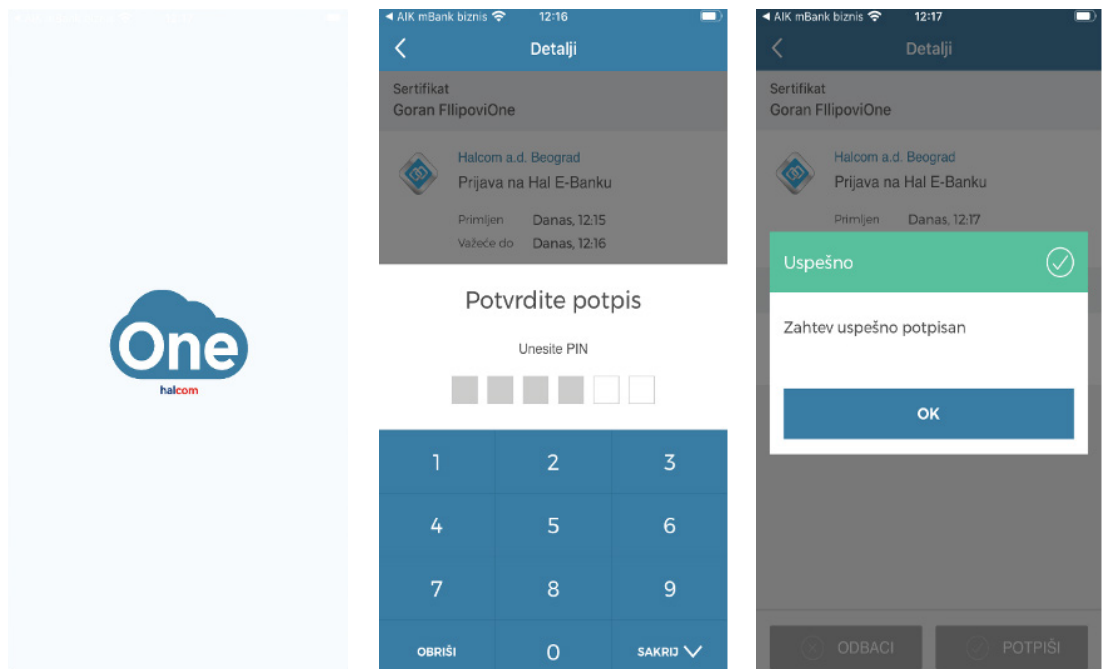 One
halcom
◄ AIK mBank biznis 12:16
Detalji
Sertifikat
Goran FIlipoviOne
Halcom a.d. Beograd
Prijava na Hal E-Banku
Primljen Danas, 12:15
Važeće do Danas, 12:16
Potvrdite potpis
Unesite PIN
1 2 3
4 5 6
7 8 9
OBRIŠI 0 SAKRIJ
◄ AIK mBank biznis 12:17
Detalji
Sertifikat
Goran FIlipoviOne
Halcom a.d. Beograd
Prijava na Hal E-Banku
Primljen Danas, 12:17
Uspešno
Zahtev uspešno potpisan
OK
ODBACI POTPIŠI